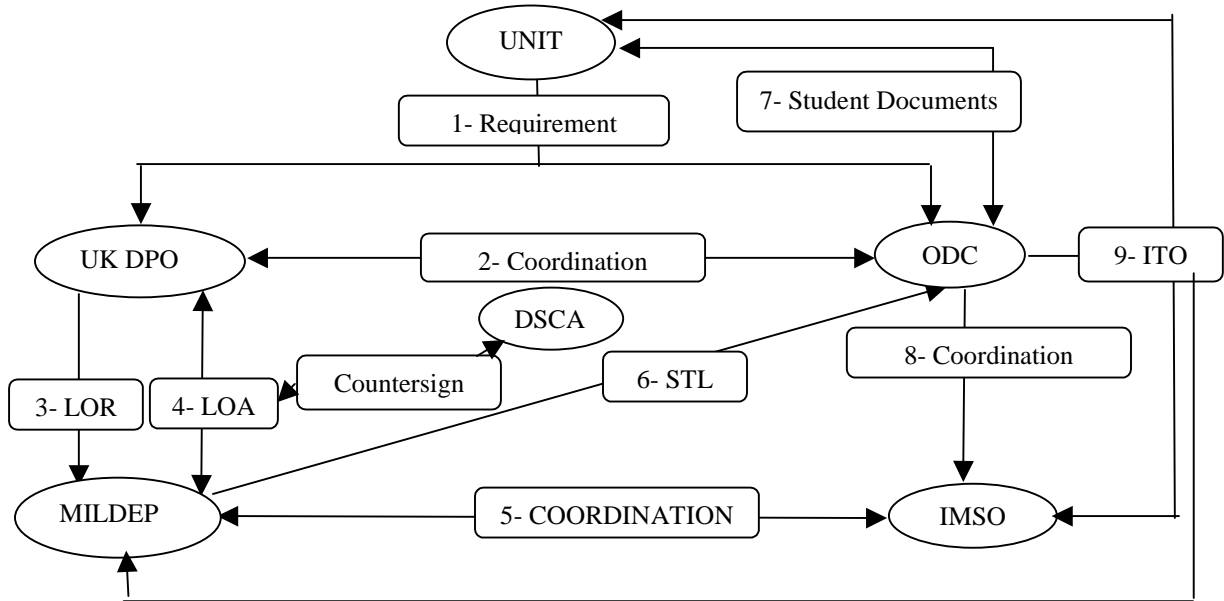 UNIT
7- Student Documents
1- Requirement
UK DPO
2- Coordination
ODC
9- ITO
DSCA
Countersign
6- STL
8- Coordination
3- LOR
4- LOA
MILDEP
5- COORDINATION
IMSO